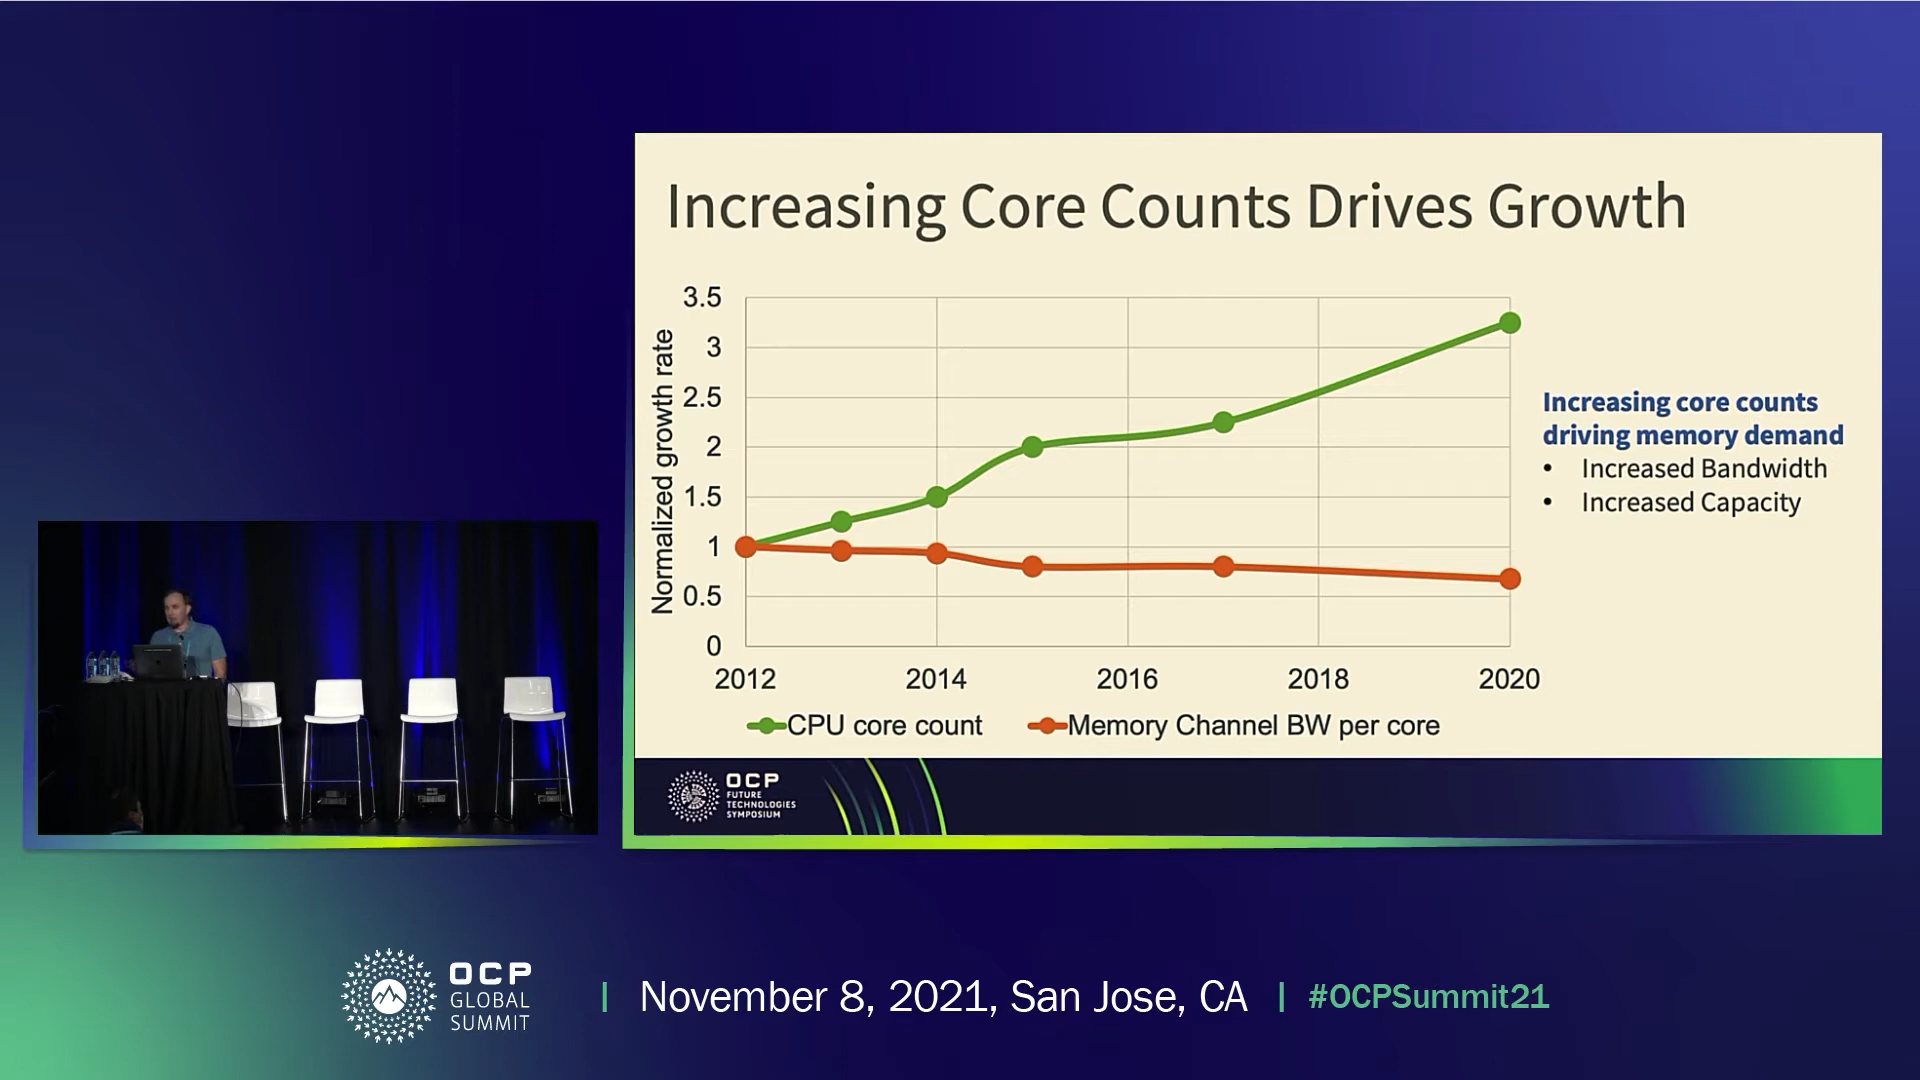 Increasing Core Counts Drives Growth
Normalized growth rate
3.5
3
2.5
2
1.5
1
0.5
0
2012 2014 2016 2018 2020
CPU core count Memory Channel BW per core
Increasing core counts
driving memory demand
• Increased Bandwidth
• Increased Capacity
OCP
FUTURE
TECHNOLOGIES
SYMPOSIUM
OCP
GLOBAL
SUMMIT
| November 8, 2021, San Jose, CA | #OCPSummit21